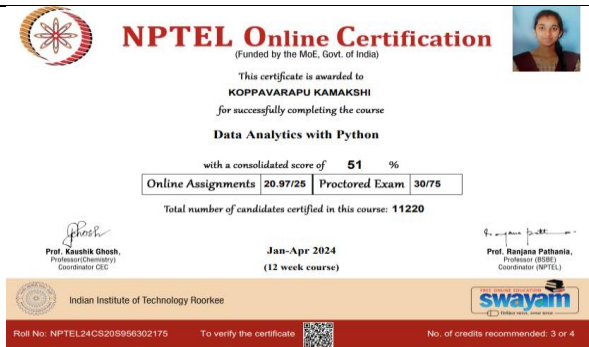 NPTEL Online Certification
(Funded by the MoE, Govt. of India)
This certificate is awarded to
KOPPAVARAPU KAMAKSHI
for successfully completing the course
Data Analytics with Python
with a consolidated score of 51 %
Online Assignments 20.97/25 Proctored Exam 30/75
Total number of candidates certified in this course: 11220
Prof. Kaushik Ghosh,
Professor(Chemistry)
Coordinator CEC
Jan-Apr 2024
(12 week course)
Prof. Ranjana Pathania,
Professor (BSBE)
Coordinator (NPTEL)
Indian Institute of Technology Roorkee
FREE ONLINE EDUCATION
swayam
Roll No: NPTEL24CS20S956302175
To verify the certificate
No. of credits recommended: 3 or 4